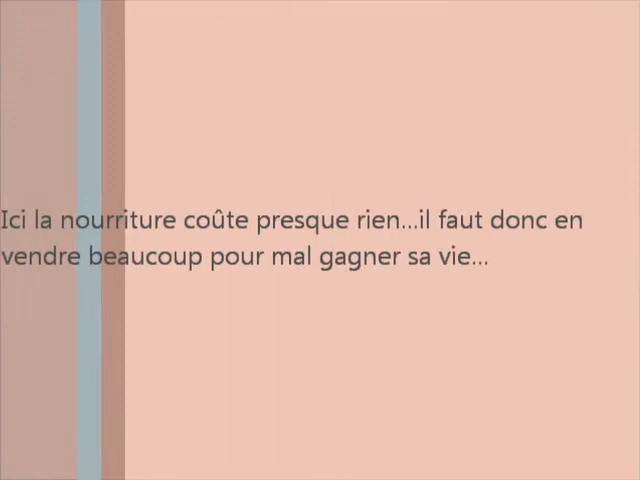 Ici la nourriture coûte presque rien...il faut donc en
vendre beaucoup pour mal gagner sa vie...